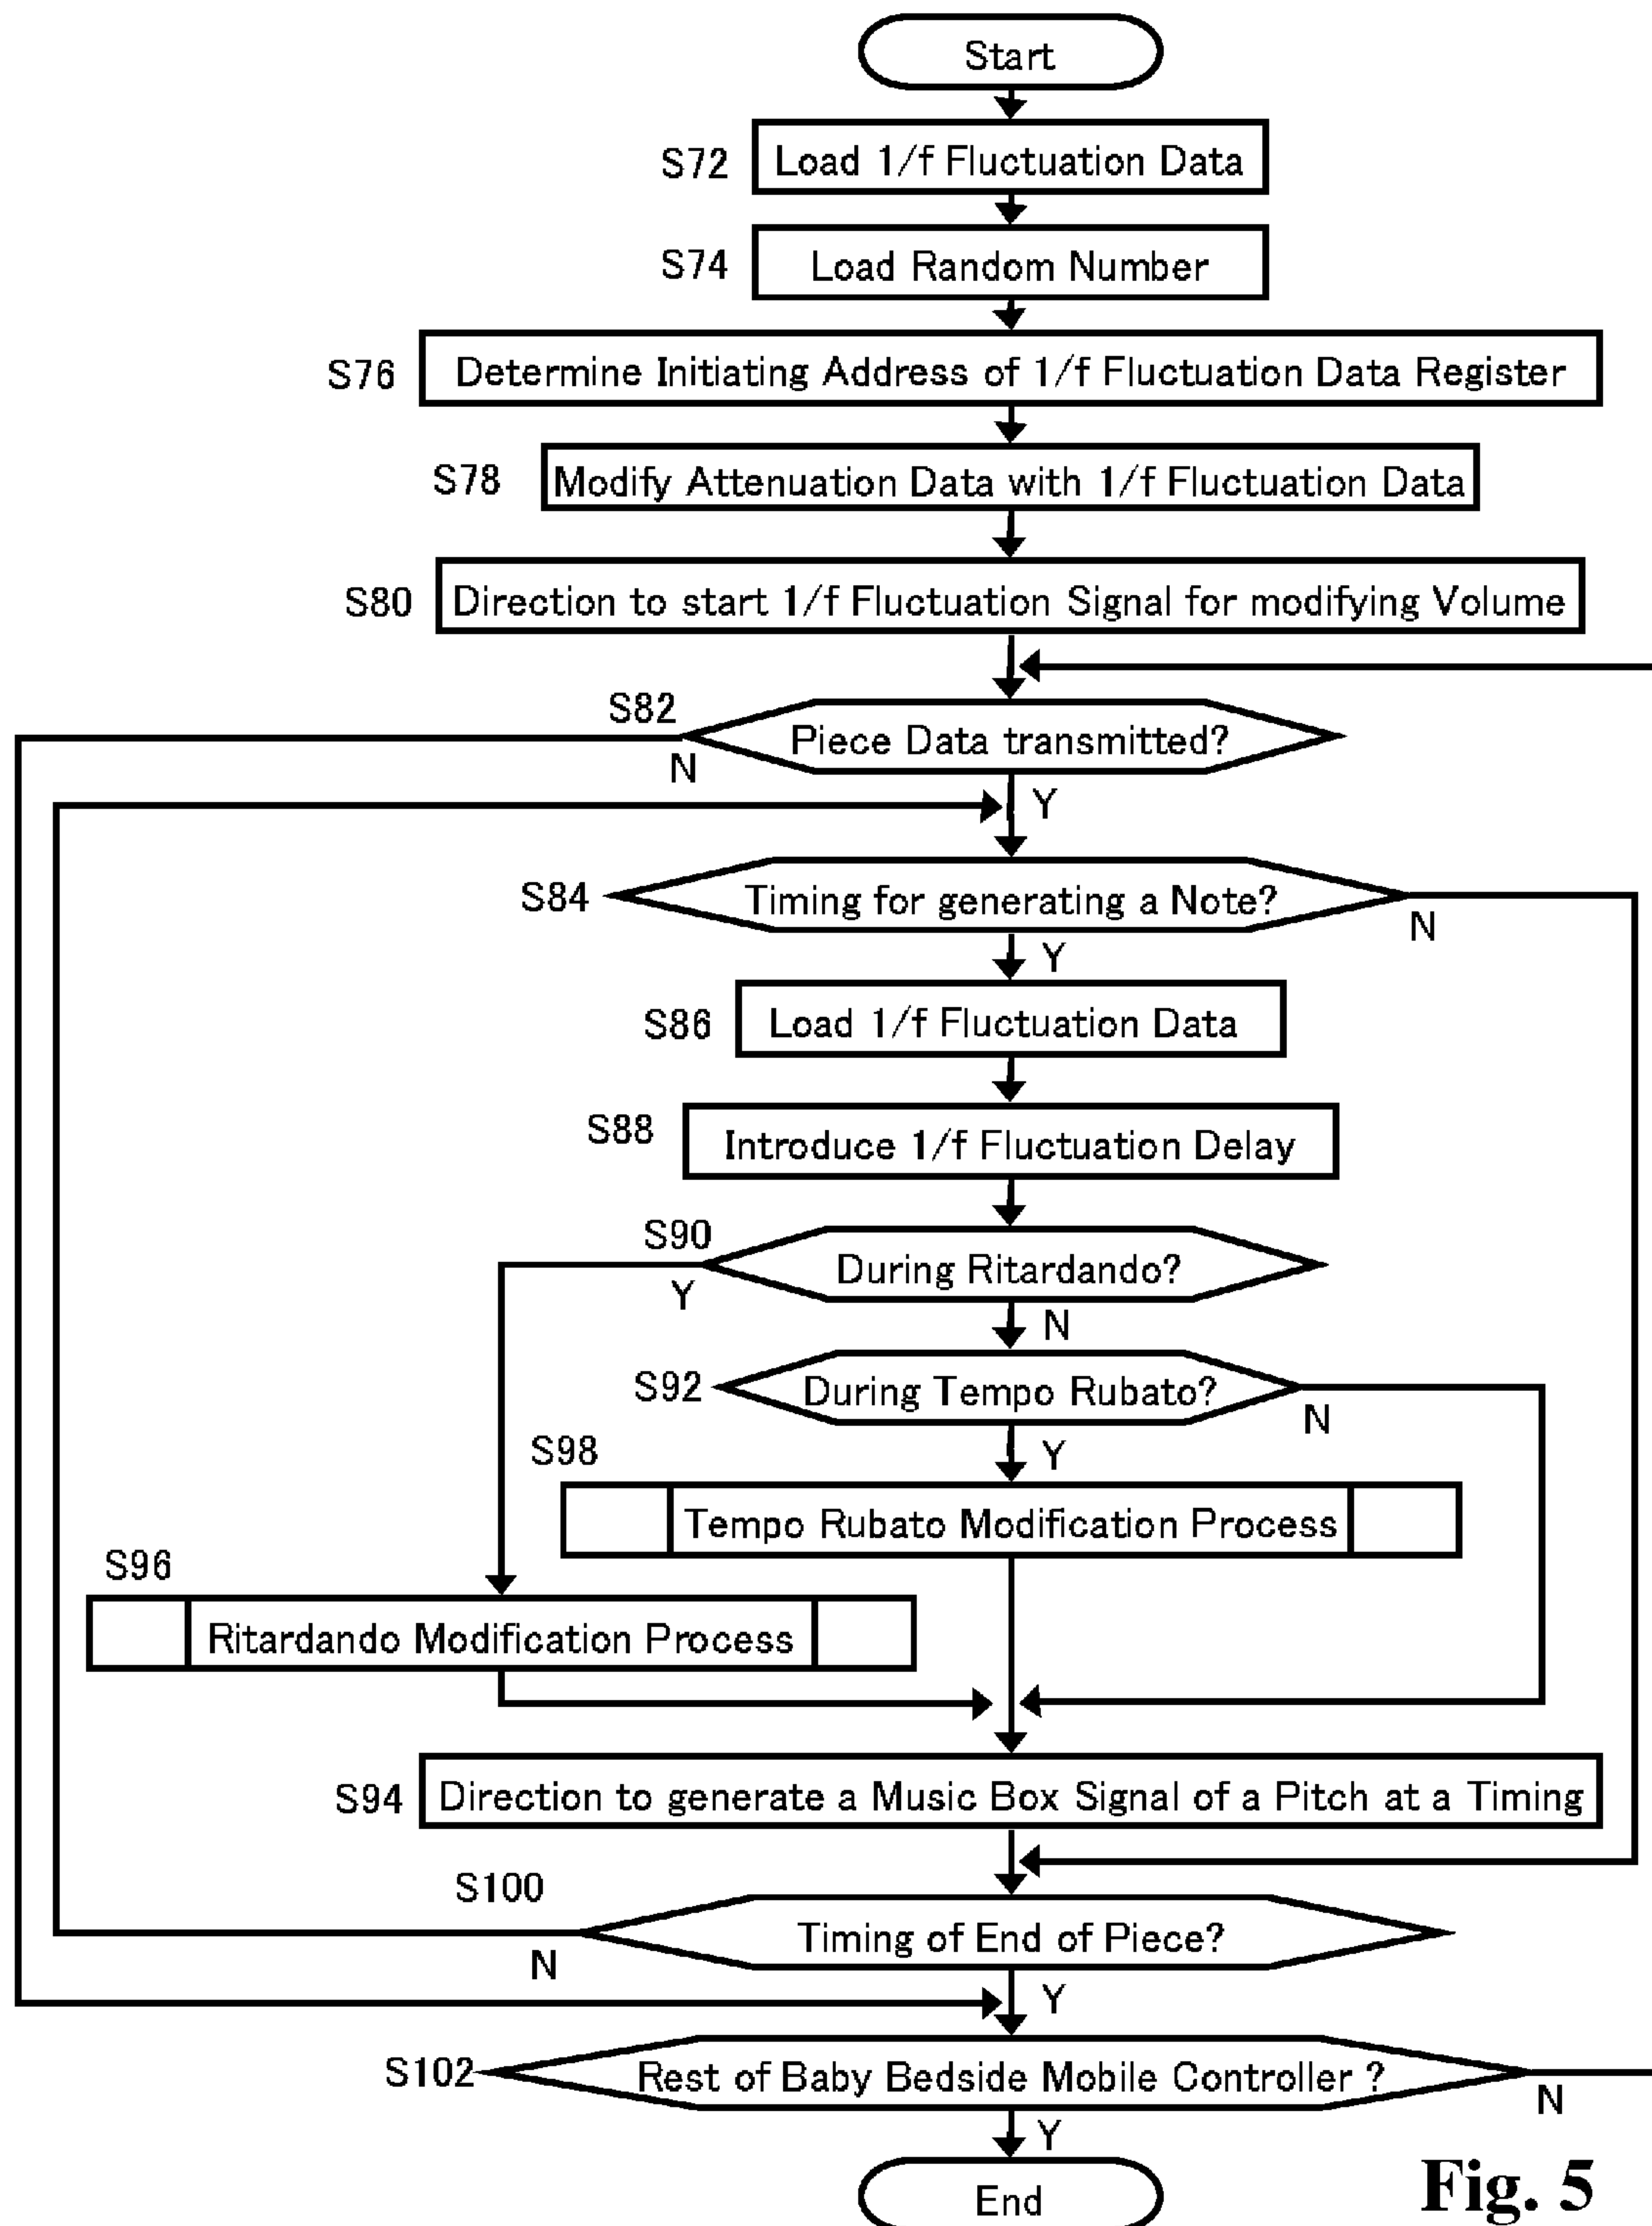 Start
S72
Load 1/f Fluctuation Data
S74
Load Random Number
S76
Determine Initiating Address of 1/f Fluctuation Data Register
S78
Modify Attenuation Data with 1/f Fluctuation Data
S80
Direction to start 1/f Fluctuation Signal for modifying Volume
S82
Piece Data transmitted?
N
Y
S84
Timing for generating a Note?
N
Y
S86
Load 1/f Fluctuation Data
S88
Introduce 1/f Fluctuation Delay
S90
During Ritardando?
Y
N
S92
During Tempo Rubato?
N
Y
S98
Tempo Rubato Modification Process
S96
Ritardando Modification Process
S94
Direction to generate a Music Box Signal of a Pitch at a Timing
S100
Timing of End of Piece?
N
Y
S102
Rest of Baby Bedside Mobile Controller ?
N
Y
End
Fig. 5